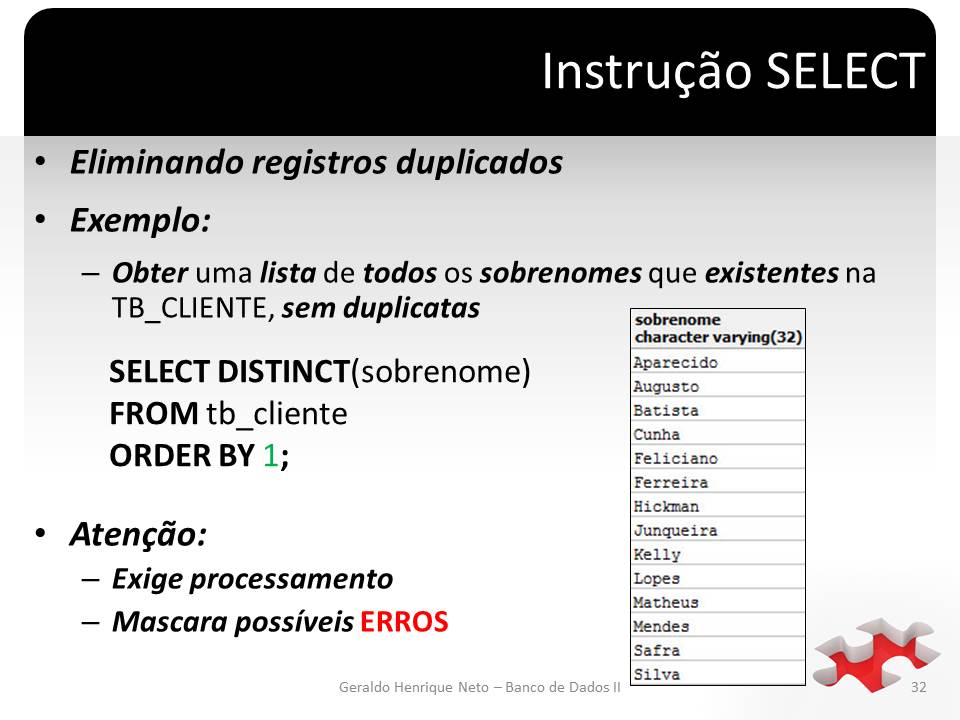 Instrução SELECT
• Eliminando registros duplicados
• Exemplo:
– Obter uma lista de todos os sobrenomes que existentes na
TB_CLIENTE, sem duplicatas
SELECT DISTINCT(sobrenome)
FROM tb_cliente
ORDER BY 1;
sobrenome
character varying(32)
Aparecido
Augusto
Batista
Cunha
Feliciano
Ferreira
Hickman
Junqueira
Kelly
Lopes
Matheus
Mendes
Safra
Silva
• Atenção:
– Exige processamento
– Mascara possíveis ERROS
Geraldo Henrique Neto – Banco de Dados II
32